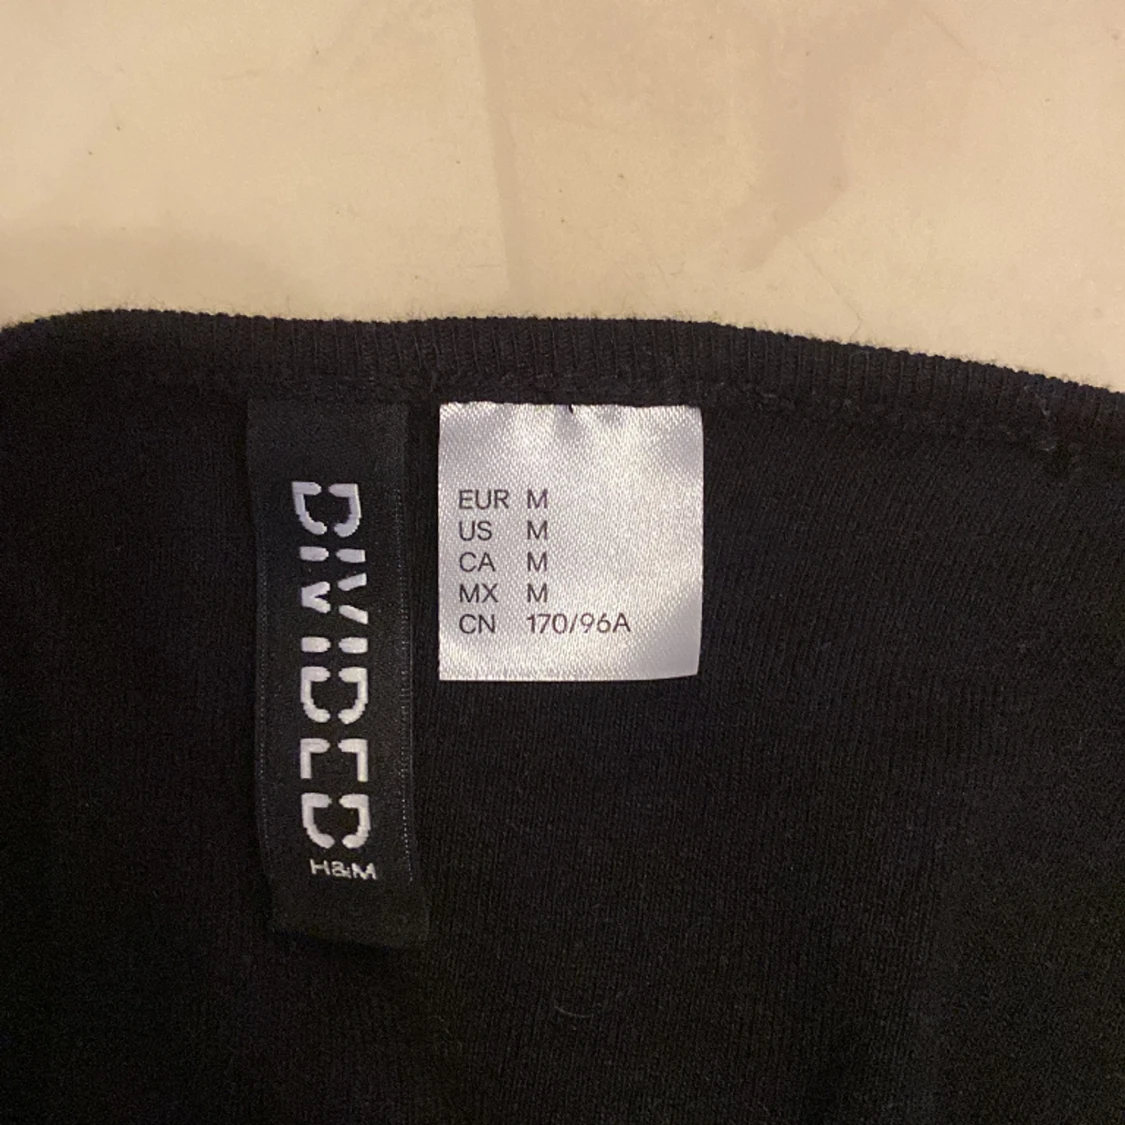 DIVIDED
H&M
EUR M
US M
CA M
MX M
CN 170/96A